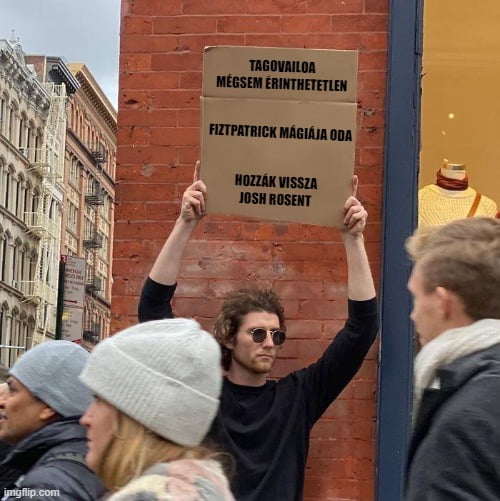 TAGOVAILOA
MÉGSEM ÉRINTHETETLEN
FIZTPATRICK MÁGIÁJA ODA
HOZZÁK VISSZA
JOSH ROSENT
imgflip.com